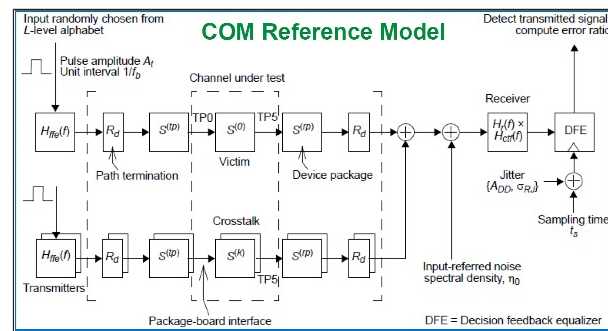 Input randomly chosen from
L-level alphabet
COM Reference Model
Detect transmitted signal
compute error ratio
Pulse amplitude At
Unit interval 1/fb
Channel under test
Receiver
TP0
TP5
Hffe(f)
Rd
S(tp)
S(0)
S(rp)
Rd
Hr(f) ×
Hctf(f)
DFE
Path termination
Victim
Device package
Jitter
{ADD, σRJ}
Crosstalk
Sampling time
ts
Hffe(f)
Rd
S(tp)
S(k)
S(rp)
Rd
TP5
Input-referred noise
spectral density, η0
Transmitters
Package-board interface
DFE = Decision feedback equalizer